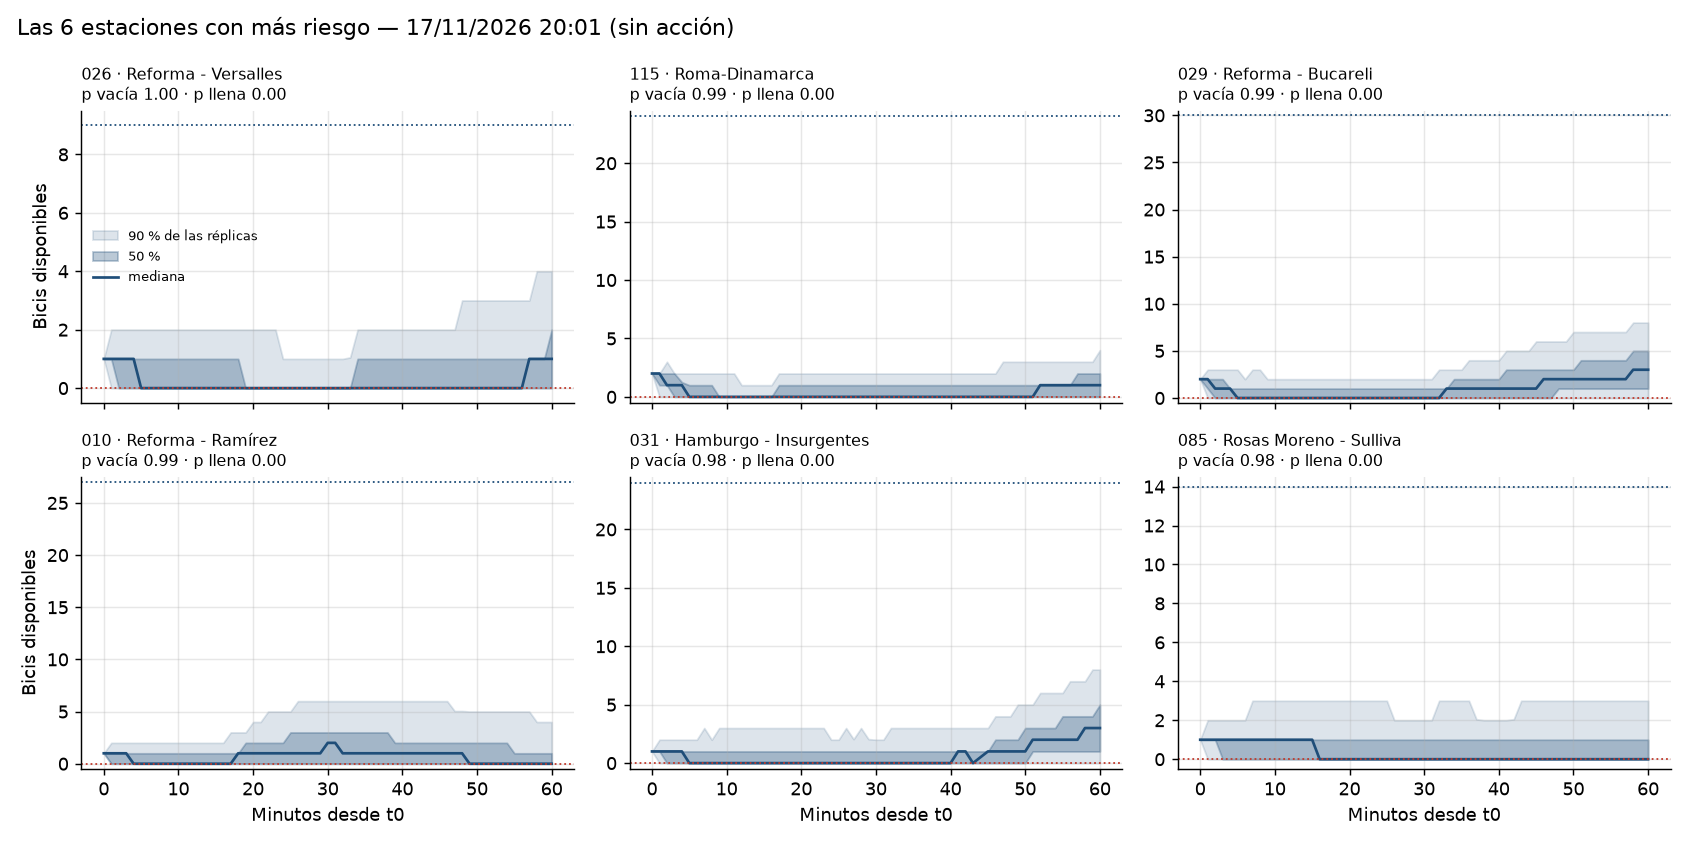 Las 6 estaciones con más riesgo — 17/11/2026 20:01 (sin acción)
026 · Reforma - Versalles
p vacía 1.00 · p llena 0.00
8
6
4
2
0
Bicis disponibles
90 % de las réplicas
50 %
mediana
115 · Roma-Dinamarca
p vacía 0.99 · p llena 0.00
20
15
10
5
0
029 · Reforma - Bucareli
p vacía 0.99 · p llena 0.00
30
25
20
15
10
5
0
010 · Reforma - Ramírez
p vacía 0.99 · p llena 0.00
25
20
15
10
5
0
Bicis disponibles
0 10 20 30 40 50 60
Minutos desde t0
031 · Hamburgo - Insurgentes
p vacía 0.98 · p llena 0.00
20
15
10
5
0
0 10 20 30 40 50 60
Minutos desde t0
085 · Rosas Moreno - Sulliva
p vacía 0.98 · p llena 0.00
14
12
10
8
6
4
2
0
0 10 20 30 40 50 60
Minutos desde t0